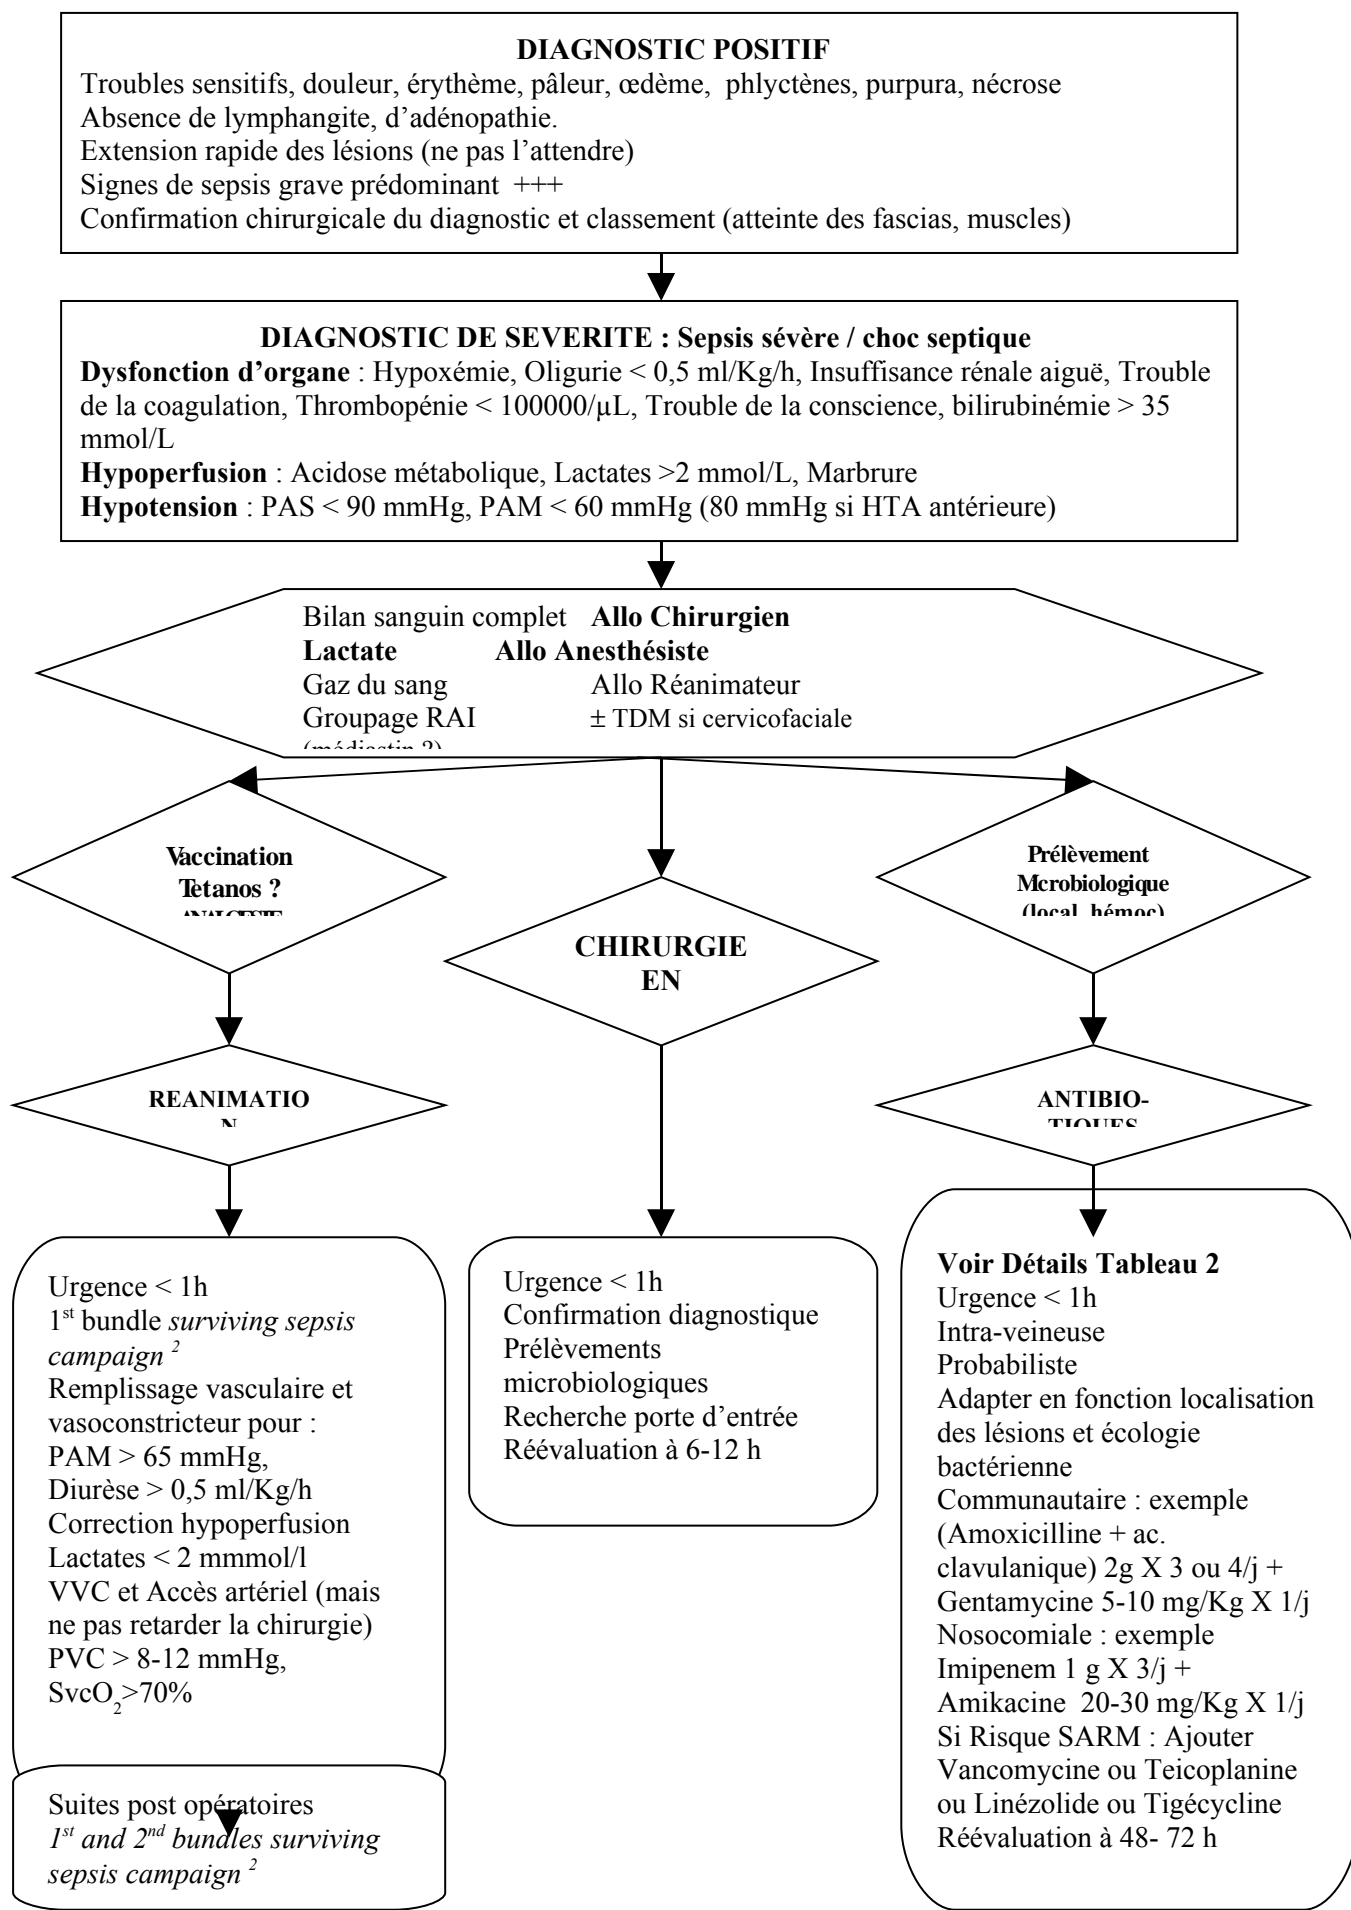 DIAGNOSTIC POSITIF
Troubles sensitifs, douleur, érythème, pâleur, œdème, phlyctènes, purpura, nécrose
Absence de lymphangite, d’adénopathie.
Extension rapide des lésions (ne pas l’attendre)
Signes de sepsis grave prédominant +++
Confirmation chirurgicale du diagnostic et classement (atteinte des fascias, muscles)
DIAGNOSTIC DE SEVERITE : Sepsis sévère / choc septique
Dysfonction d’organe : Hypoxémie, Oligurie < 0,5 ml/Kg/h, Insuffisance rénale aiguë, Trouble
de la coagulation, Thrombopénie < 100000/µL, Trouble de la conscience, bilirubinémie > 35
mmol/L
Hypoperfusion : Acidose métabolique, Lactates >2 mmol/L, Marbrure
Hypotension : PAS < 90 mmHg, PAM < 60 mmHg (80 mmHg si HTA antérieure)
Bilan sanguin complet Allo Chirurgien
Lactate Allo Anesthésiste
Gaz du sang Allo Réanimateur
Groupage RAI ± TDM si cervicofaciale
(médiastin ?)
Vaccination
Tetanos ?
CHIRURGIE
EN
Prélèvement
Mcrobiologique
(local, hémoc)
REANIMATIO
N
ANTIBIO-
TIQUES
Urgence < 1h
1st bundle surviving sepsis
campaign 2
Remplissage vasculaire et
vasoconstricteur pour :
PAM > 65 mmHg,
Diurèse > 0,5 ml/Kg/h
Correction hypoperfusion
Lactates < 2 mmmol/l
VVC et Accès artériel (mais
ne pas retarder la chirurgie)
PVC > 8-12 mmHg,
SvcO2>70%
Suites post opératoires
1st and 2nd bundles surviving
sepsis campaign 2
Urgence < 1h
Confirmation diagnostique
Prélèvements
microbiologiques
Recherche porte d’entrée
Réévaluation à 6-12 h
Voir Détails Tableau 2
Urgence < 1h
Intra-veineuse
Probabiliste
Adapter en fonction localisation
des lésions et écologie
bactérienne
Communautaire : exemple
(Amoxicilline + ac.
clavulanique) 2g X 3 ou 4/j +
Gentamycine 5-10 mg/Kg X 1/j
Nosocomiale : exemple
Imipenem 1 g X 3/j +
Amikacine 20-30 mg/Kg X 1/j
Si Risque SARM : Ajouter
Vancomycine ou Teicoplanine
ou Linézolide ou Tigécycline
Réévaluation à 48- 72 h